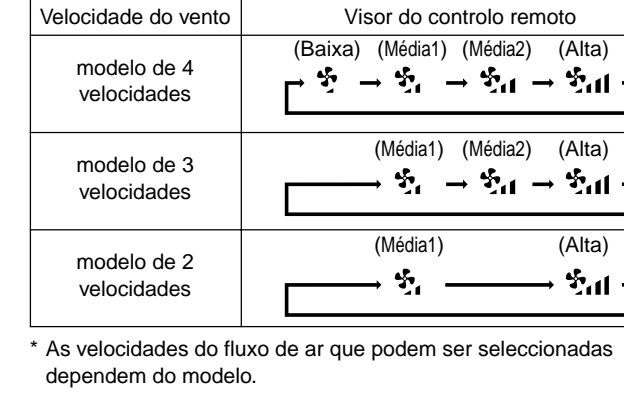 Velocidade do vento Visor do controlo remoto
modelo de 4
velocidades
(Baixa) (Média1) (Média2) (Alta)
modelo de 3
velocidades
(Média1) (Média2) (Alta)
modelo de 2
velocidades
(Média1) (Alta)
* As velocidades do fluxo de ar que podem ser seleccionadas
dependem do modelo.